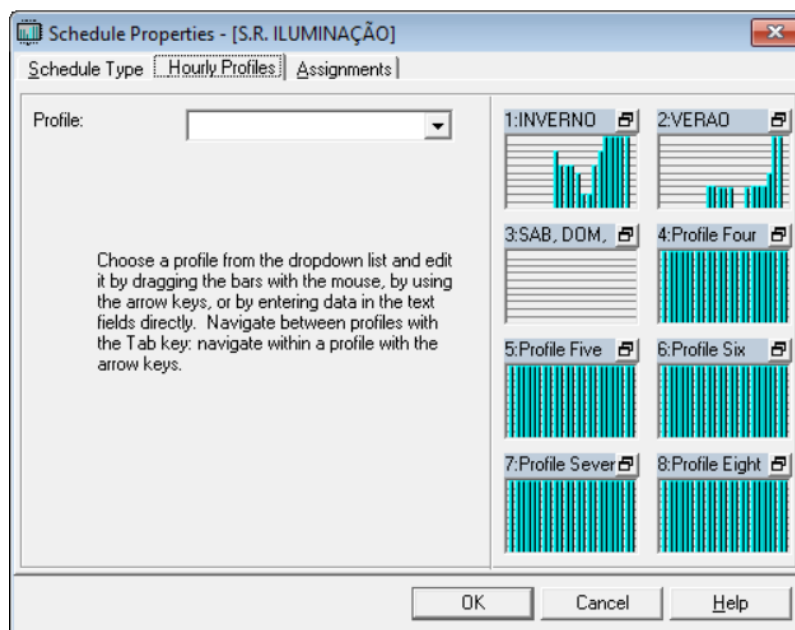 Schedule Properties - [S.R. ILUMINAÇÃO]
Schedule Type
Hourly Profiles
Assignments
Profile:
Choose a profile from the dropdown list and edit
it by dragging the bars with the mouse, by using
the arrow keys, or by entering data in the text
fields directly. Navigate between profiles with
the Tab key: navigate within a profile with the
arrow keys.
1:INVERNO
2:VERAO
3:SAB, DOM,
4:Profile Four
5:Profile Five
6:Profile Six
7:Profile Sever
8:Profile Eight
OK
Cancel
Help